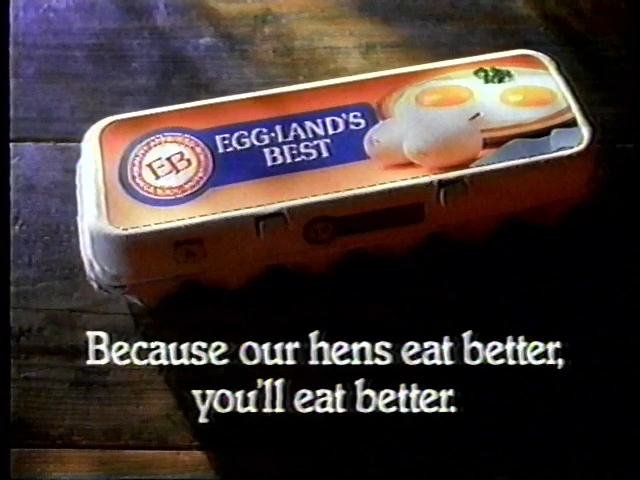 EB
EGG·LAND'S
BEST
Because our hens eat better,
you'll eat better.